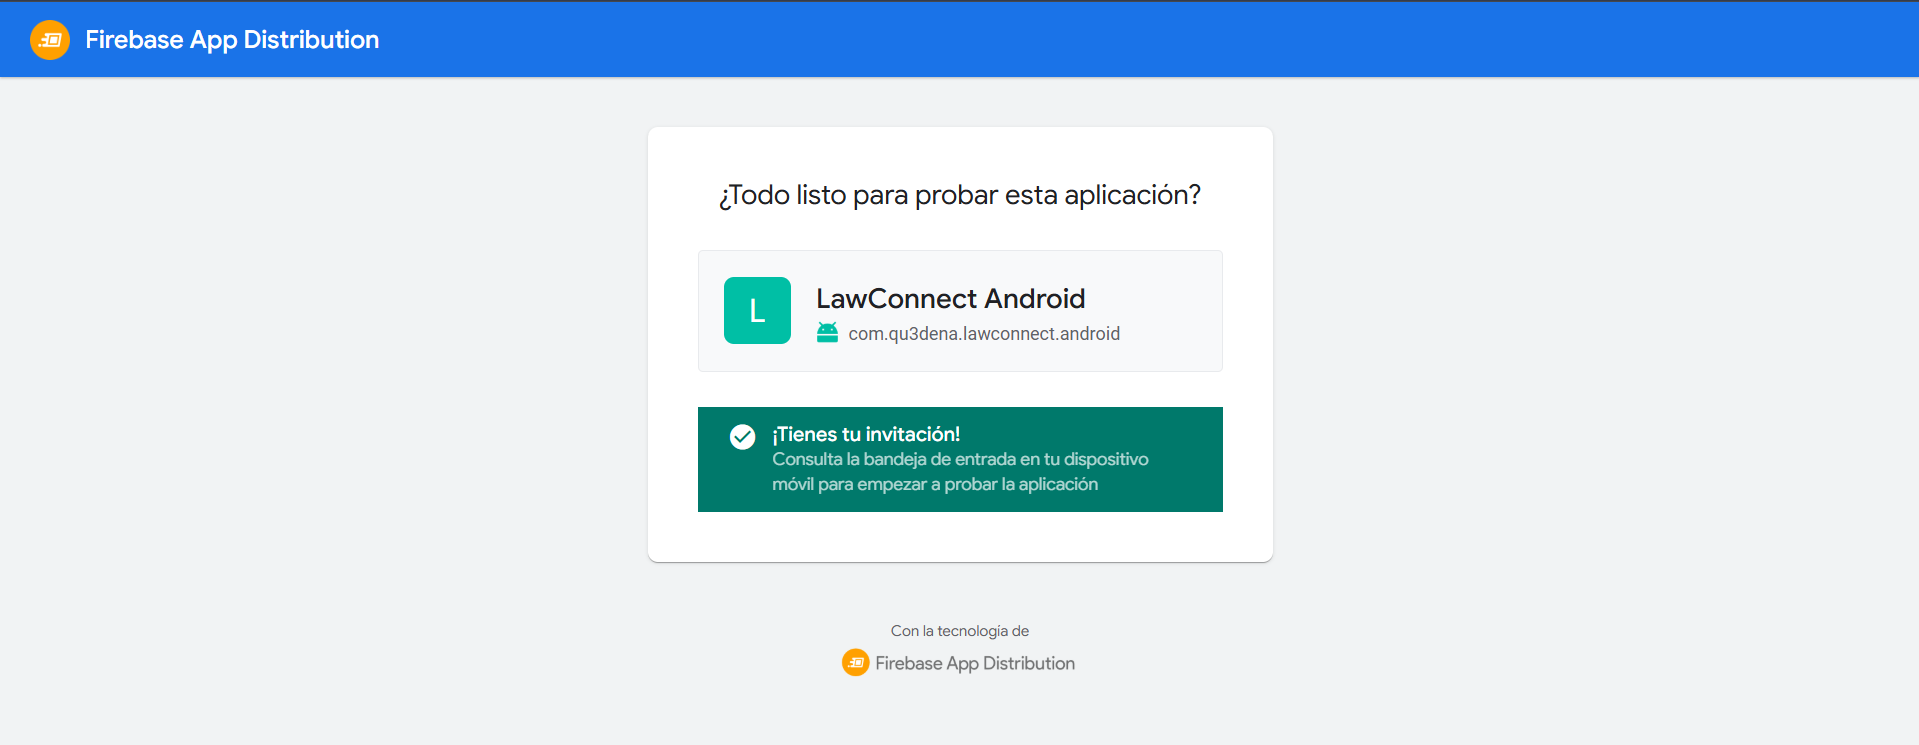 Firebase App Distribution
¿Todo listo para probar esta aplicación?
L
LawConnect Android
com.qu3dena.lawconnect.android
¡Tienes tu invitación!
Consulta la bandeja de entrada en tu dispositivo
móvil para empezar a probar la aplicación
Con la tecnología de
Firebase App Distribution